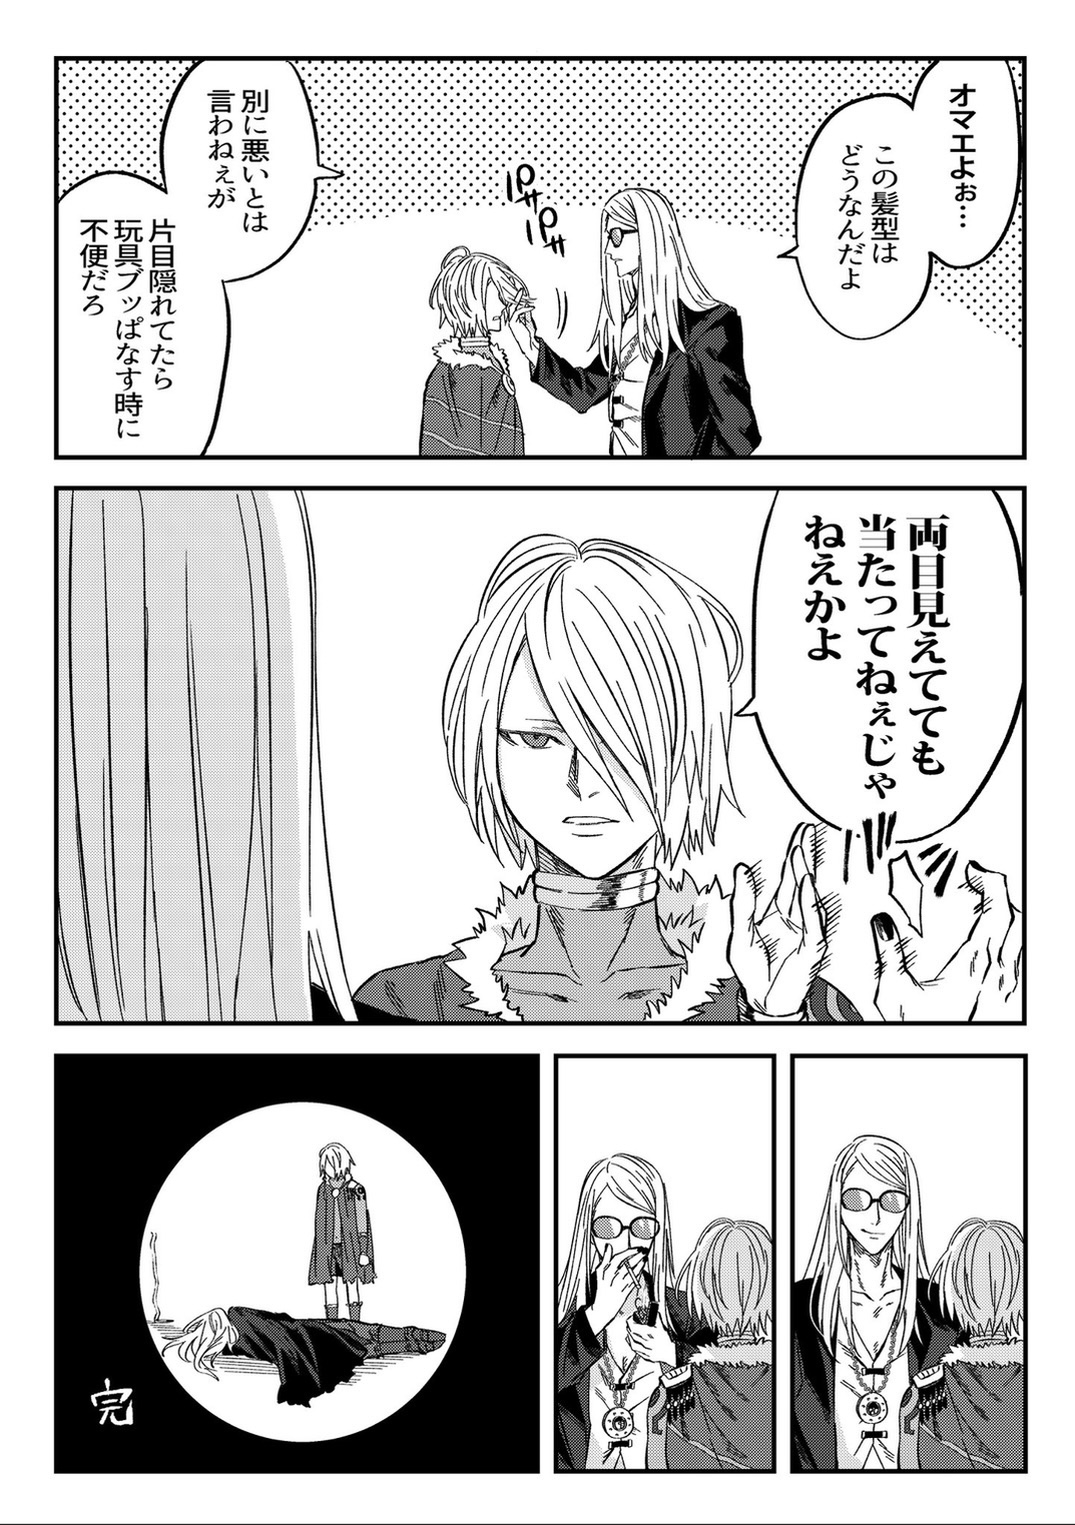 オマエよぉ…
この髪型は
どうなんだよ
別に悪いとは
言わねぇが
パサ
パサ
片目隠れてたら
玩具ブッぱなす時に
不便だろ
両目見えてても
当たってねぇじゃ
ねえかよ
完